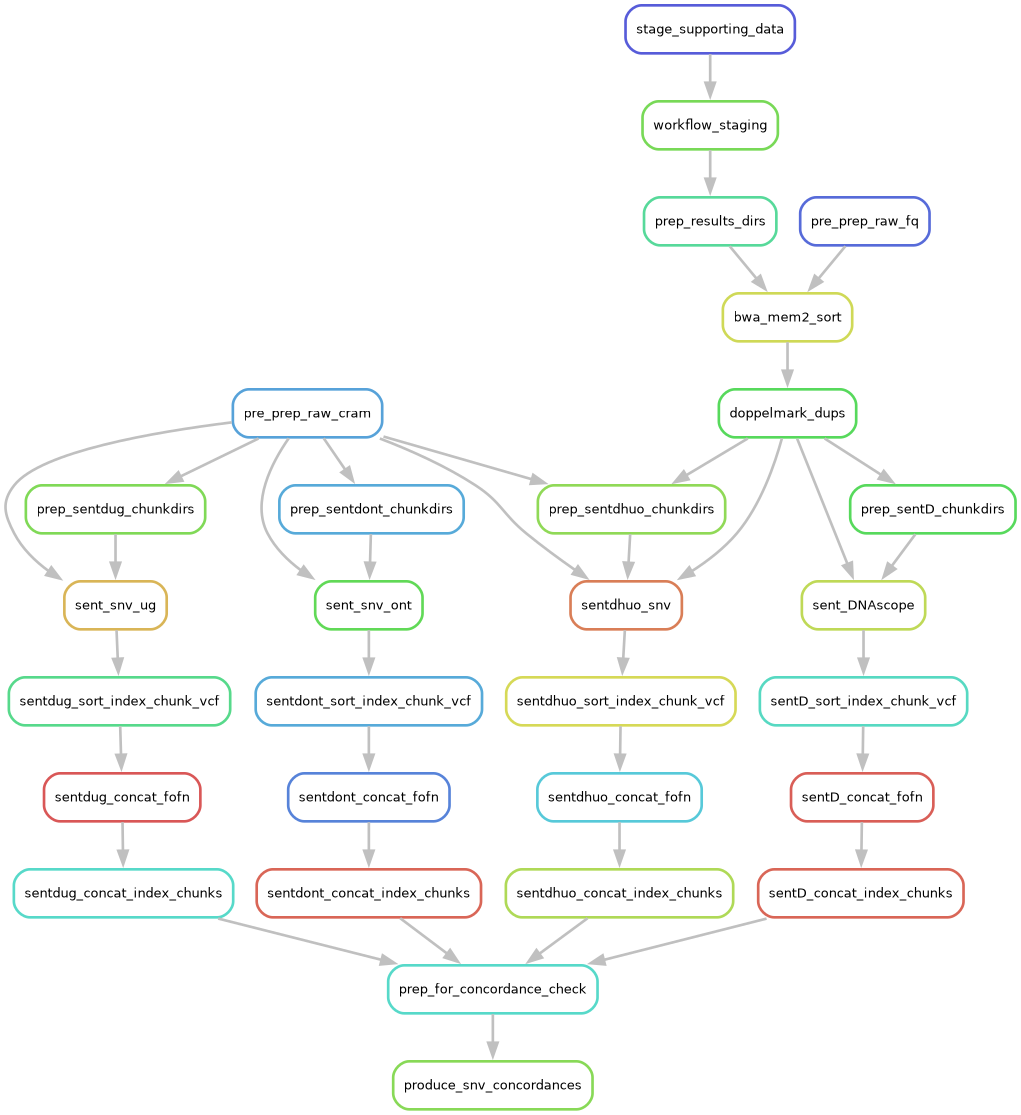 stage_supporting_data
workflow_staging
prep_results_dirs
pre_prep_raw_fq
bwa_mem2_sort
pre_prep_raw_cram
doppelmark_dups
prep_sentdug_chunkdirs
prep_sentdont_chunkdirs
prep_sentdhuo_chunkdirs
prep_sentD_chunkdirs
sent_snv_ug
sent_snv_ont
sentdhuo_snv
sent_DNAscope
sentdug_sort_index_chunk_vcf
sentdont_sort_index_chunk_vcf
sentdhuo_sort_index_chunk_vcf
sentD_sort_index_chunk_vcf
sentdug_concat_fofn
sentdont_concat_fofn
sentdhuo_concat_fofn
sentD_concat_fofn
sentdug_concat_index_chunks
sentdont_concat_index_chunks
sentdhuo_concat_index_chunks
sentD_concat_index_chunks
prep_for_concordance_check
produce_snv_concordances